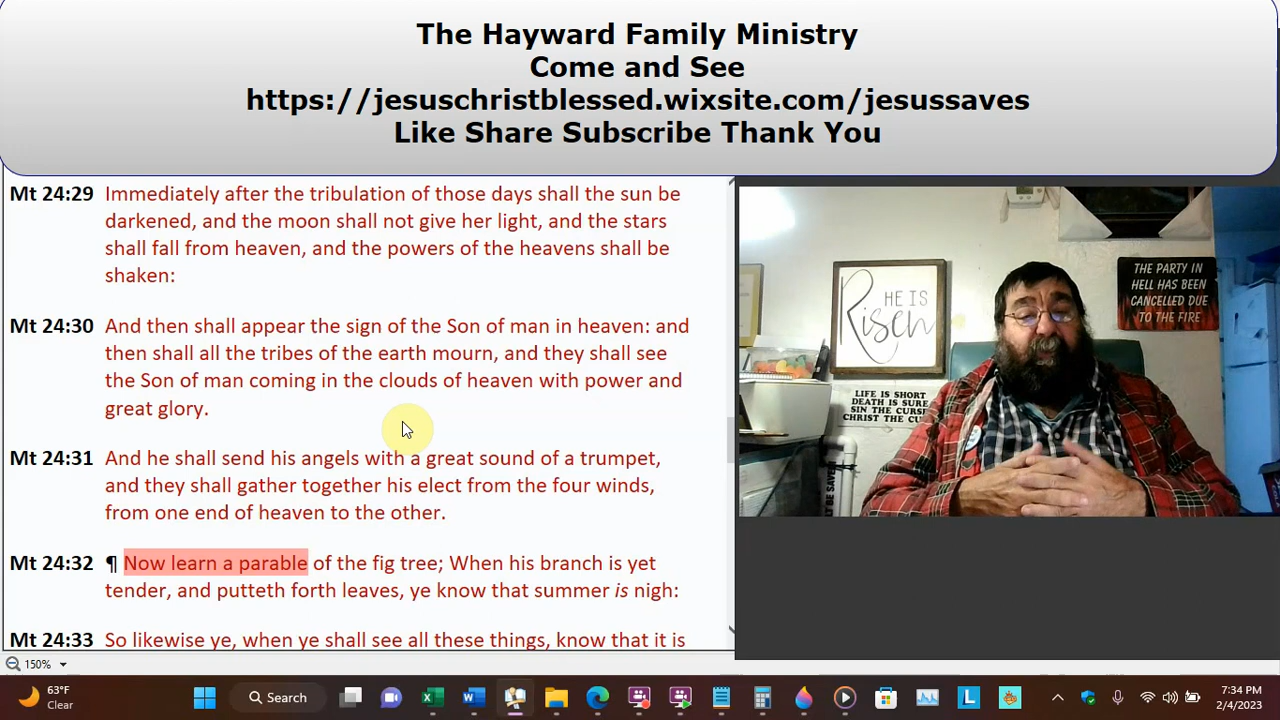 The Hayward Family Ministry
Come and See
https://jesuschristblessed.wixsite.com/jesussaves
Like Share Subscribe Thank You
Mt 24:29 Immediately after the tribulation of those days shall the sun be
darkened, and the moon shall not give her light, and the stars
shall fall from heaven, and the powers of the heavens shall be
shaken:
Mt 24:30 And then shall appear the sign of the Son of man in heaven: and
then shall all the tribes of the earth mourn, and they shall see
the Son of man coming in the clouds of heaven with power and
great glory.
Mt 24:31 And he shall send his angels with a great sound of a trumpet,
and they shall gather together his elect from the four winds,
from one end of heaven to the other.
Mt 24:32 ¶ Now learn a parable of the fig tree; When his branch is yet
tender, and putteth forth leaves, ye know that summer is nigh:
Mt 24:33 So likewise ye, when ye shall see all these things, know that it is
HE IS
Risen
THE PARTY IN
HELL HAS BEEN
CANCELLED DUE
TO THE FIRE
LIFE IS SHORT
DEATH IS SURE
SIN THE CURSE
CHRIST THE CU
150%
63°F
Clear
Search
7:34 PM
2/4/2023